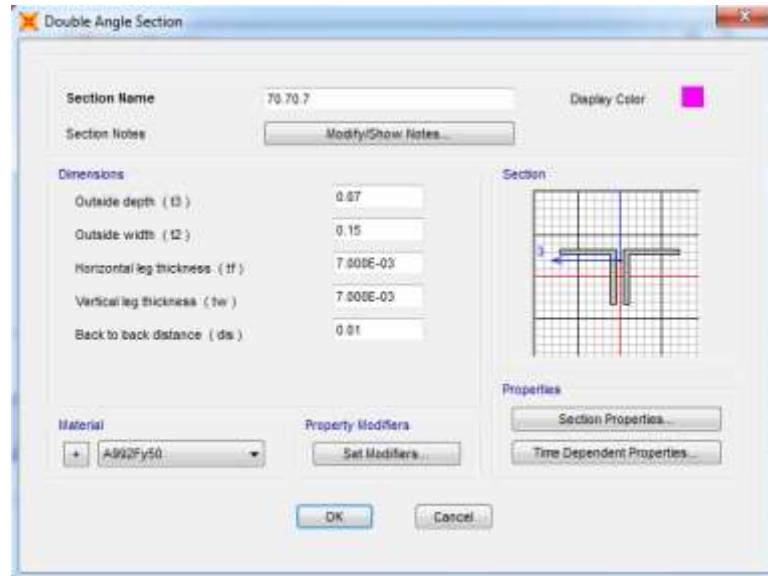 Double Angle Section
Section Name 70.70.7 Display Color
Section Notes Modify/Show Notes...
Dimensions Section
Outside depth ( t3 ) 0.07
Outside width ( t2 ) 0.15
Horizontal leg thickness ( tf ) 7.000E-03
Vertical leg thickness ( tw ) 7.000E-03
Back to back distance ( dis ) 0.01
3
Properties
Material Property Modifiers Section Properties...
+ A992Fy50 Set Modifiers... Time Dependent Properties...
OK Cancel